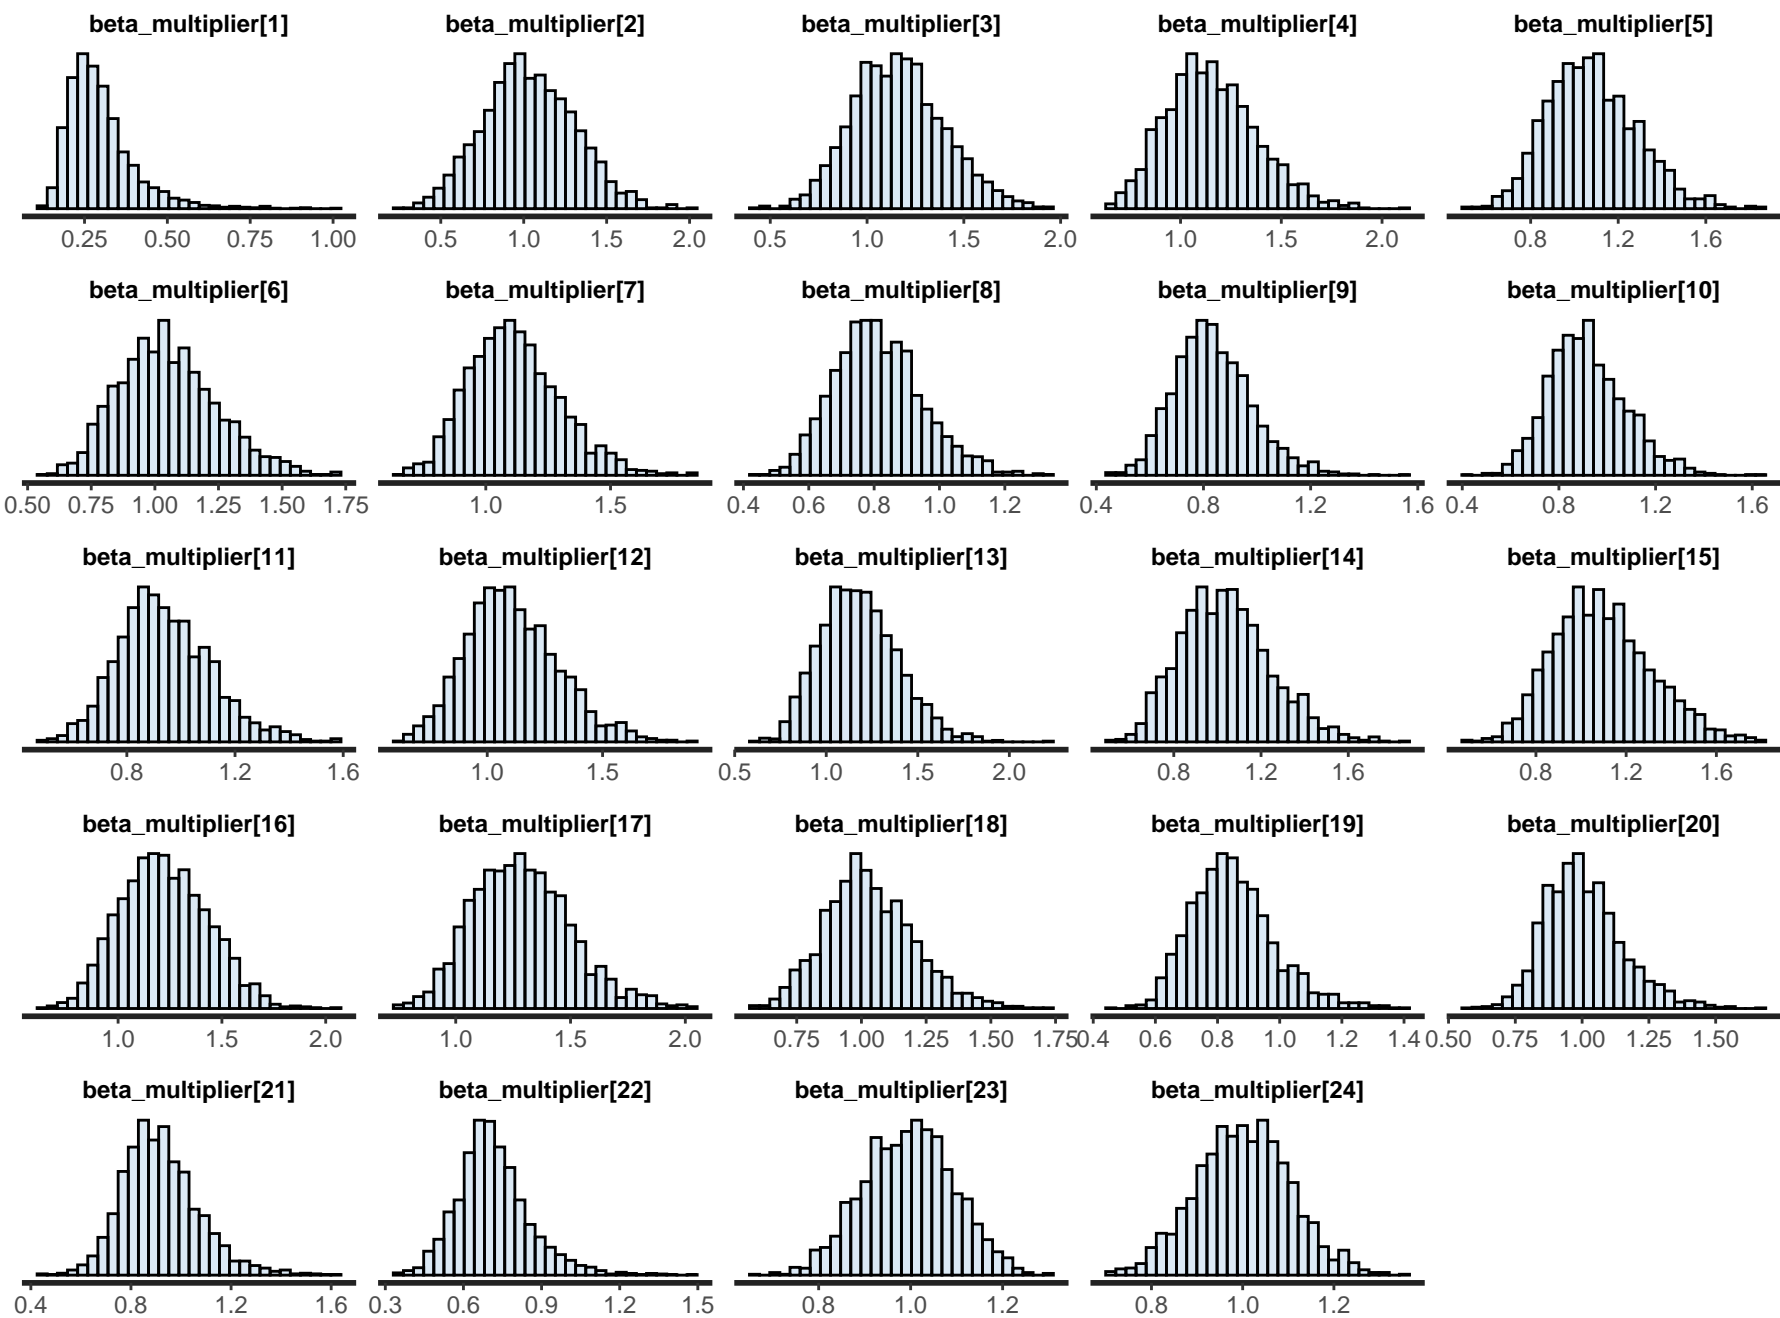 beta_multiplier[1] beta_multiplier[2] beta_multiplier[3] beta_multiplier[4] beta_multiplier[5]
0.25 0.50 0.75 1.00 0.5 1.0 1.5 2.0 0.5 1.0 1.5 2.0 1.0 1.5 2.0 0.8 1.2 1.6
beta_multiplier[6] beta_multiplier[7] beta_multiplier[8] beta_multiplier[9] beta_multiplier[10]
0.50 0.75 1.00 1.25 1.50 1.75 1.0 1.5 0.4 0.6 0.8 1.0 1.2 0.4 0.8 1.2 1.6 0.4 0.8 1.2 1.6
beta_multiplier[11] beta_multiplier[12] beta_multiplier[13] beta_multiplier[14] beta_multiplier[15]
0.8 1.2 1.6 1.0 1.5 0.5 1.0 1.5 2.0 0.8 1.2 1.6 0.8 1.2 1.6
beta_multiplier[16] beta_multiplier[17] beta_multiplier[18] beta_multiplier[19] beta_multiplier[20]
1.0 1.5 2.0 1.0 1.5 2.0 0.75 1.00 1.25 1.50 1.75 0.4 0.6 0.8 1.0 1.2 1.4 0.50 0.75 1.00 1.25 1.50
beta_multiplier[21] beta_multiplier[22] beta_multiplier[23] beta_multiplier[24]
0.4 0.8 1.2 1.6 0.3 0.6 0.9 1.2 1.5 0.8 1.0 1.2 0.8 1.0 1.2